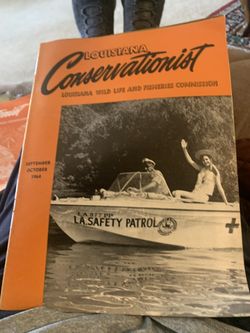 LOUISIANA
Conservationist
LOUISIANA WILD LIFE AND FISHERIES COMMISSION
SEPTEMBER
OCTOBER
1964
L.A. SAFETY PATROL